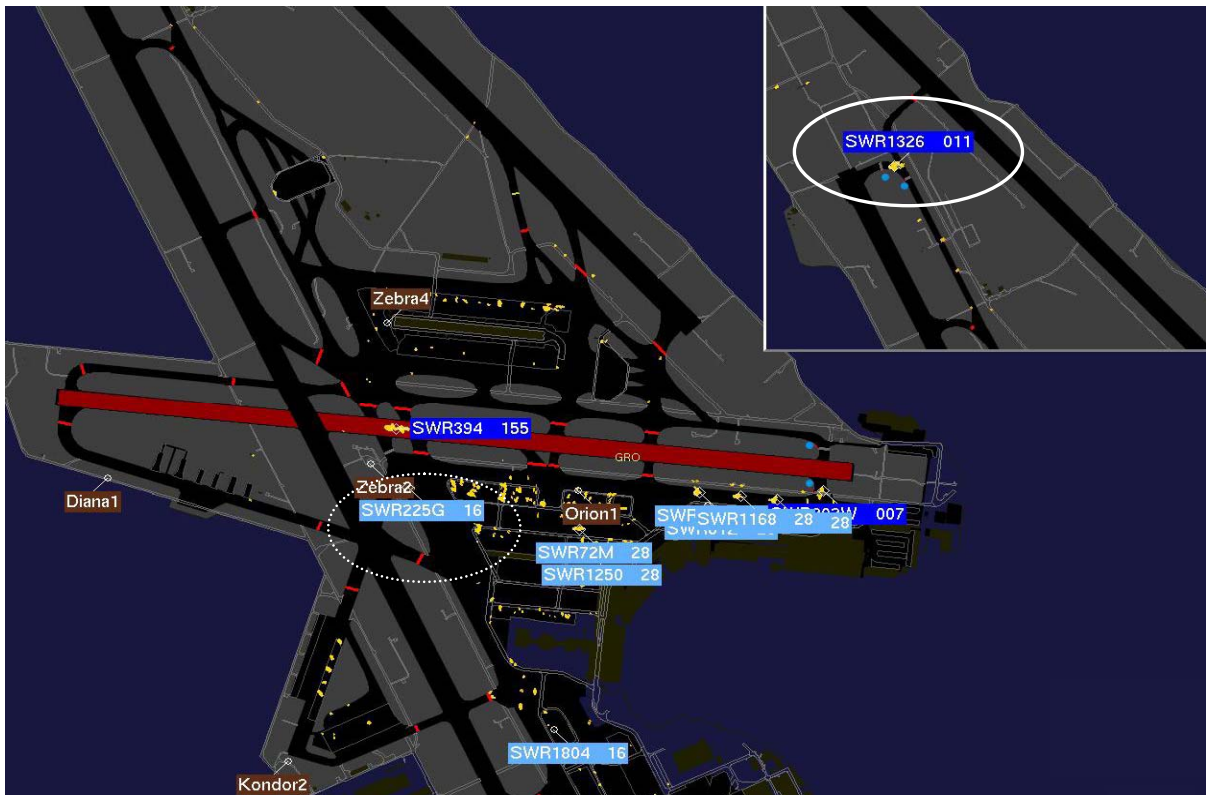 SWR1326 011
Zebra4
SWR394 155
GRO
Diana1
Zebra2
SWR225G 16
Orion1
SWR1168 28
28
007
SWR72M 28
SWR1250 28
SWR1804 16
Kondor2